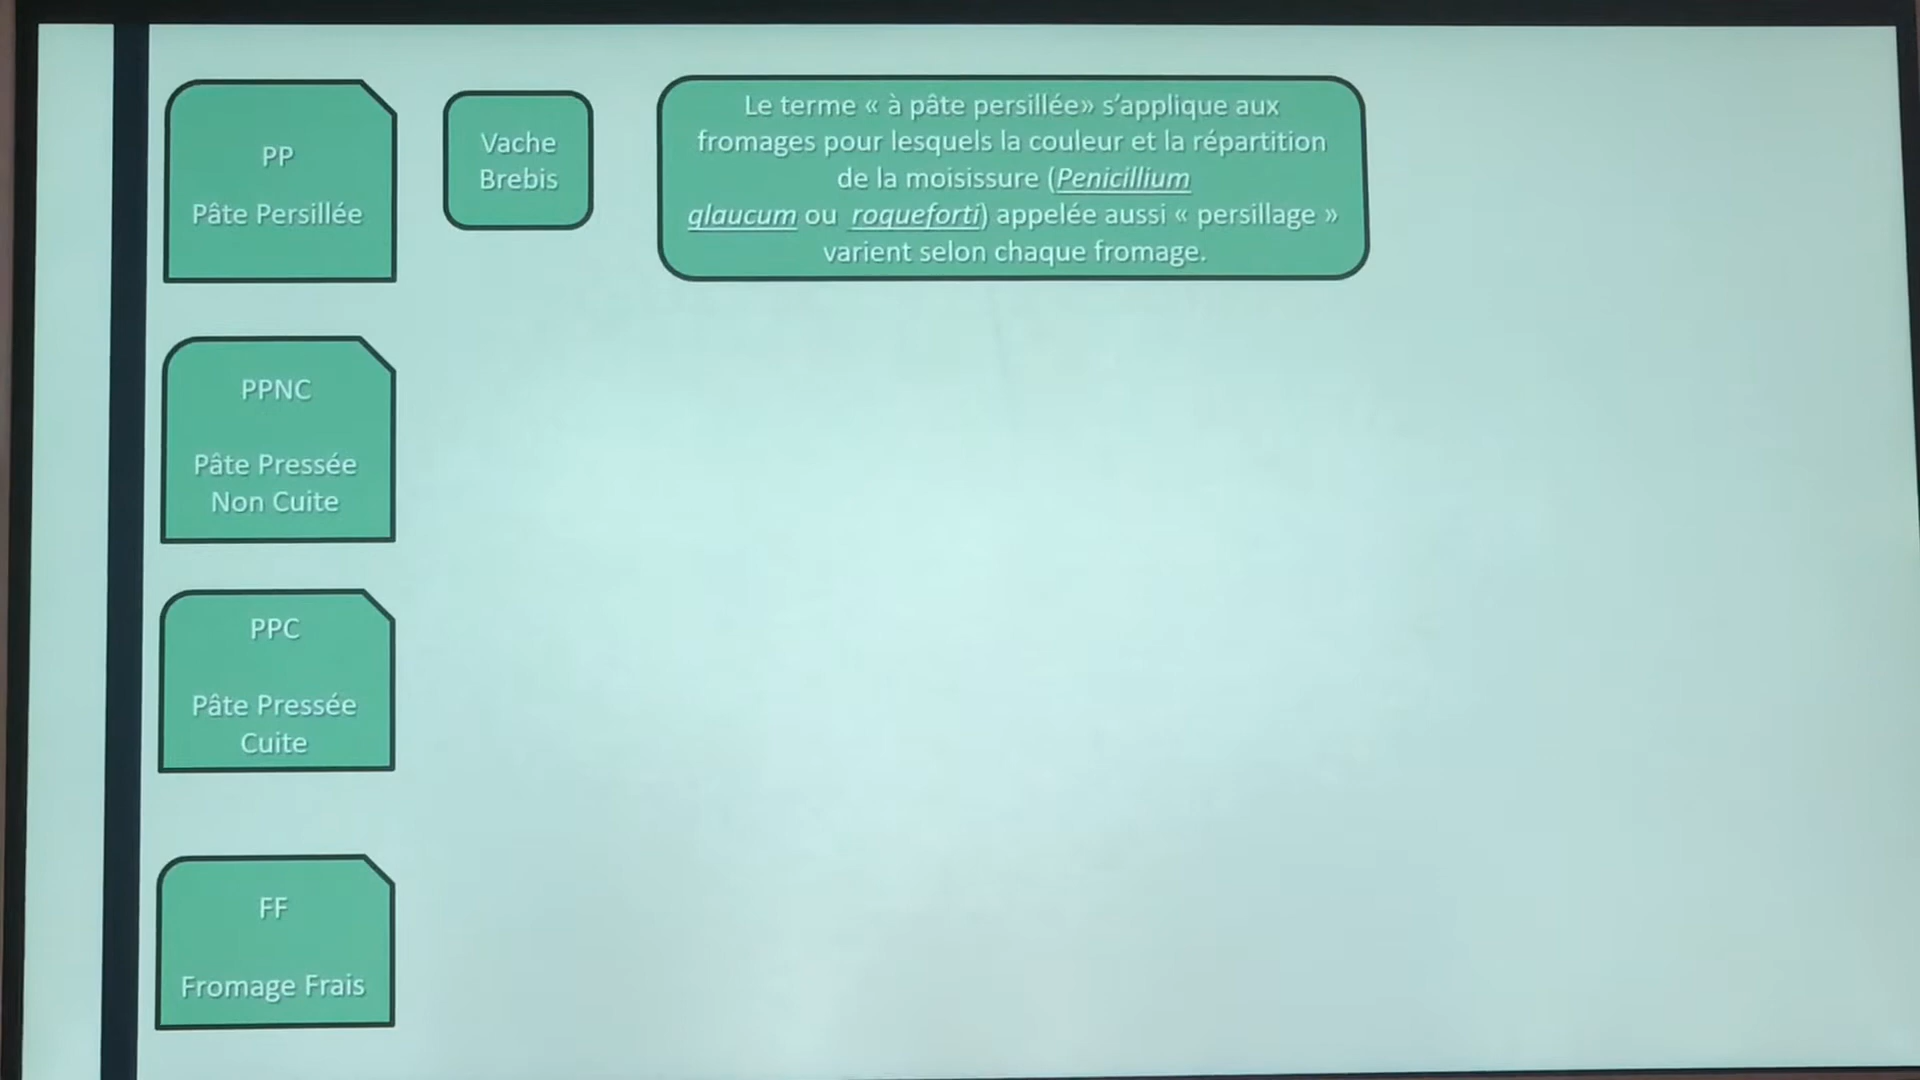 PP
Pâte Persillée
Vache
Brebis
Le terme « à pâte persillée» s’applique aux
fromages pour lesquels la couleur et la répartition
de la moisissure (Penicillium
glaucum ou roqueforti) appelée aussi « persillage »
varient selon chaque fromage.
PPNC
Pâte Pressée
Non Cuite
PPC
Pâte Pressée
Cuite
FF
Fromage Frais